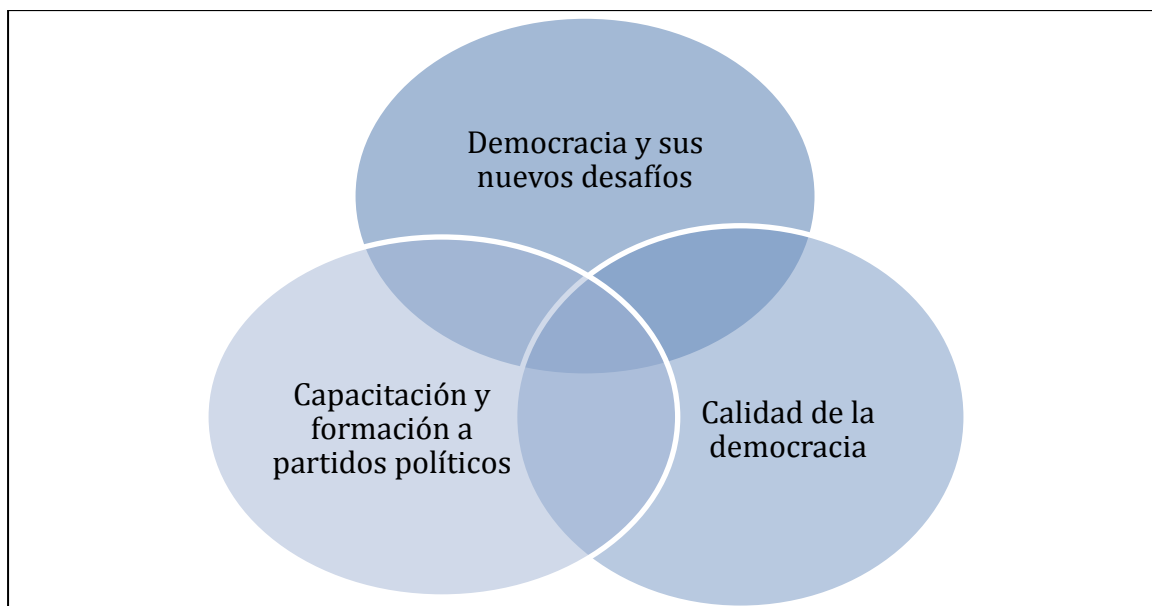 Democracia y sus
nuevos desafíos
Capacitación y
formación a
partidos políticos
Calidad de la
democracia